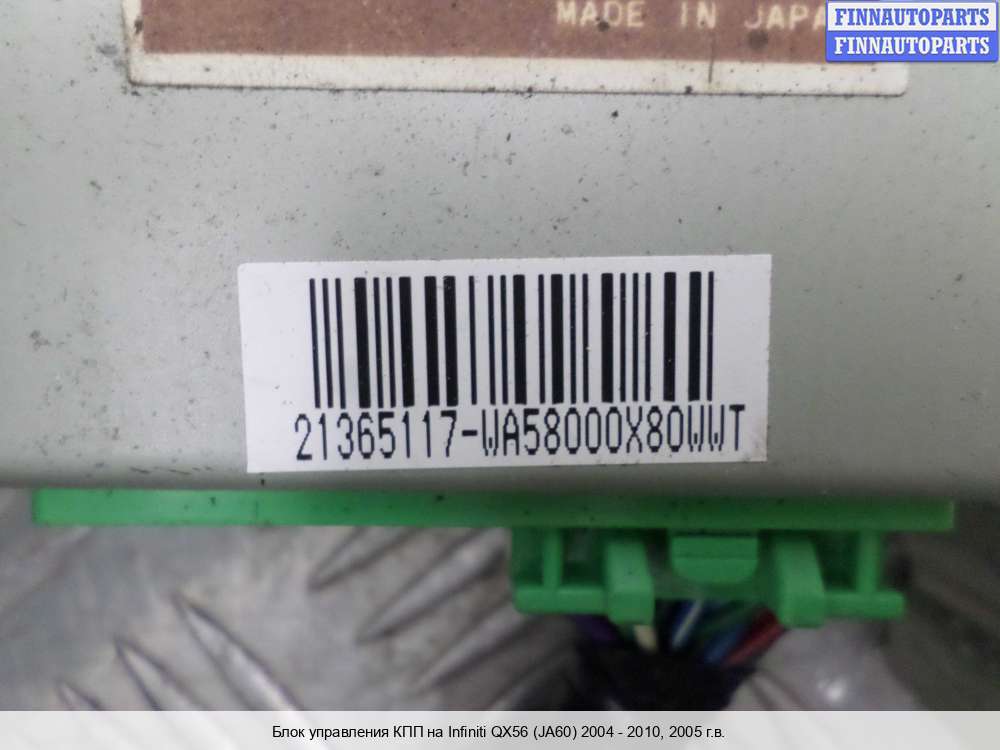 MADE IN JAPA
FINNAUTOPARTS
FINNAUTOPARTS
21365117-WA58000X80WWT
Блок управления КПП на Infiniti QX56 (JA60) 2004 - 2010, 2005 г.в.